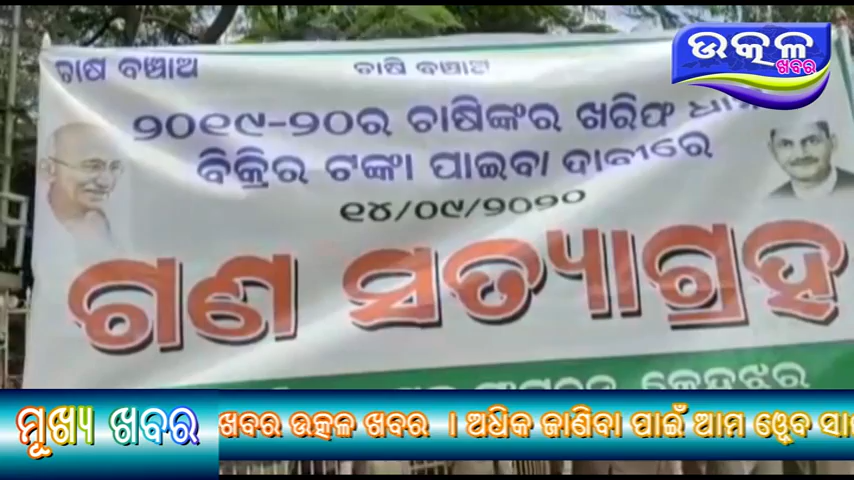 ଉତ୍କଳ
ଖବର
ଚାଷ ବଞ୍ଚାଅ
ଚାଷି ବଞ୍ଚାଅ
୨୦୧୯-୨୦ର ଚାଷିଙ୍କର ଖରିଫ
ବିକ୍ରିର ଟଙ୍କା ପାଇବା ଦାବୀରେ
୧୪/୦୯/୨୦୨୦
ଗଣ ସତ୍ୟାଗ୍ରହ
କେନ୍ଦୁଝର
ମୁଖ୍ୟ ଖବର
ଖବର ଉତ୍କଳ ଖବର । ଅଧିକ ଜାଣିବା ପାଇଁ ଆମ ୱେବ